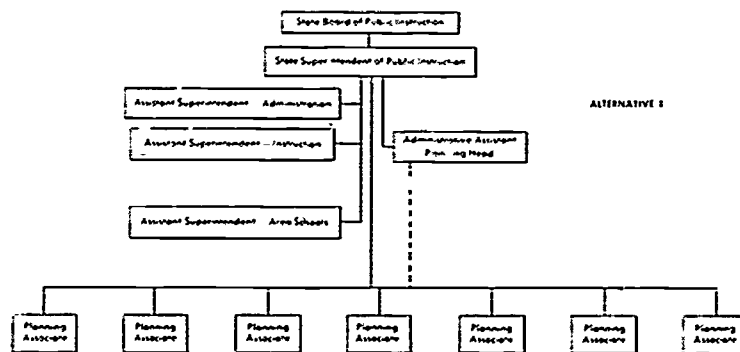 State Board of Public Instruction
State Superintendent of Public Instruction
Assistant Superintendent — Administration
ALTERNATIVE
Assistant Superintendent — Instruction
Administrative Assistant
Planning Head
Assistant Superintendent Area Schools
Planning Associate
Planning Associate
Planning Associate
Planning Associate
Planning Associate
Planning Associate
Planning Associate